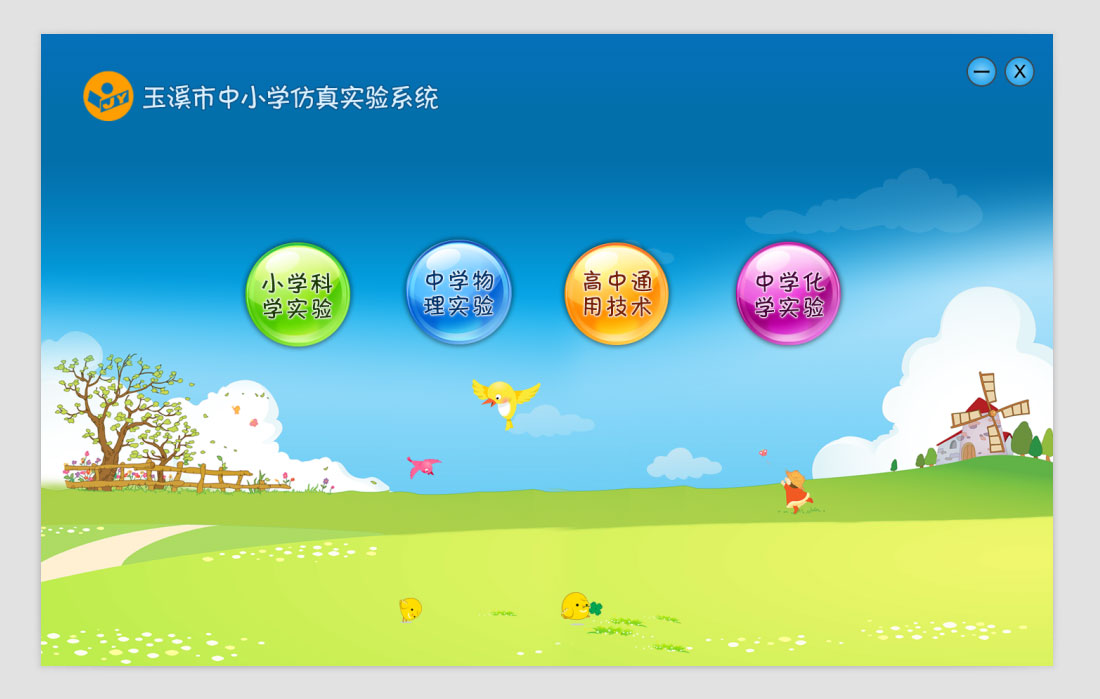 JY 玉溪市中小学仿真实验系统
X
小学科
学实验
中学物
理实验
高中通
用技术
中学化
学实验